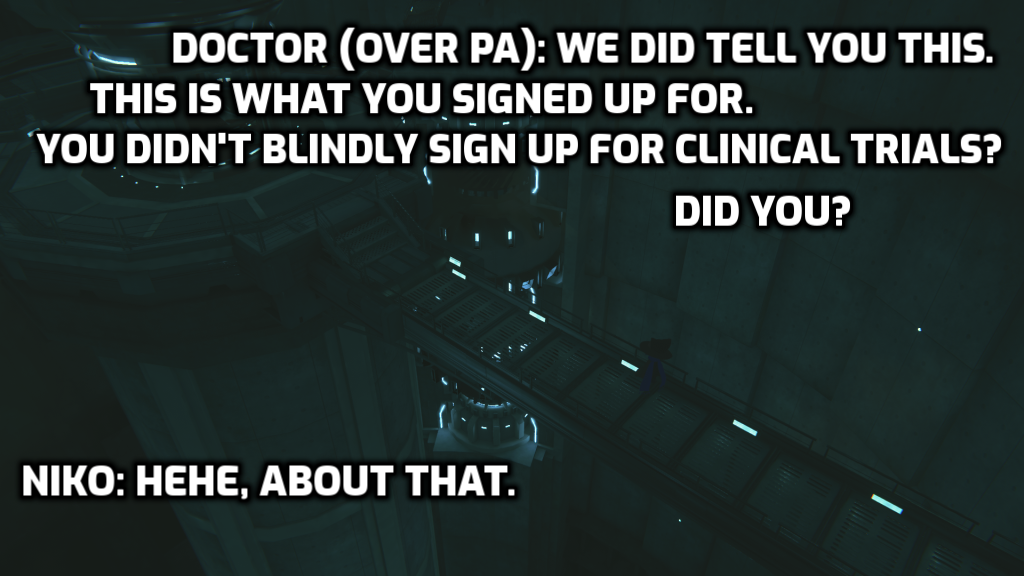 DOCTOR (OVER PA): WE DID TELL YOU THIS.
THIS IS WHAT YOU SIGNED UP FOR.
YOU DIDN'T BLINDLY SIGN UP FOR CLINICAL TRIALS?
DID YOU?
NIKO: HEHE, ABOUT THAT.